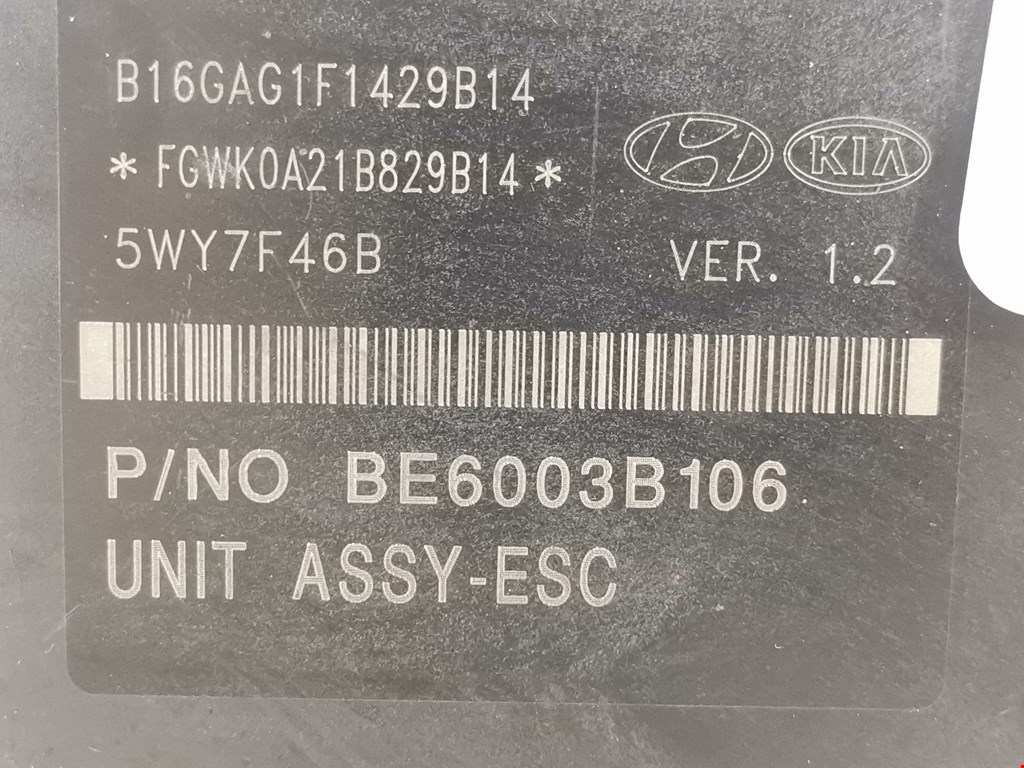 B16GAG1F1429B14
* FGWK0A21B829B14 *
KIA
5WY7F46B VER. 1.2
P/NO BE6003B106
UNIT ASSY-ESC